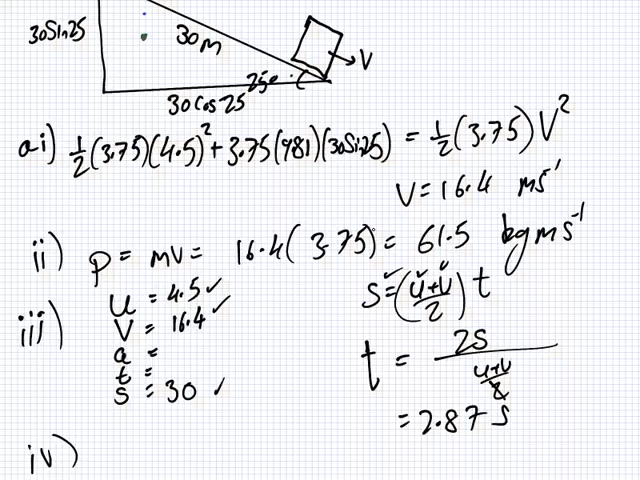 30Sin25
30m
25°
V
30Cos25
ai) 1/2(3.75)(4.5)² + 3.75(9.81)(30Sin25) = 1/2(3.75)V²
V = 16.4 ms⁻¹
ii) p = mv = 16.4(3.75) = 61.5 kgms⁻¹
iii) U = 4.5 ✓
V = 16.4 ✓
a =
t =
S = 30 ✓
S = (u+v/2) t
t = 2S / (u+v/2)
= 2.87 s
iv)